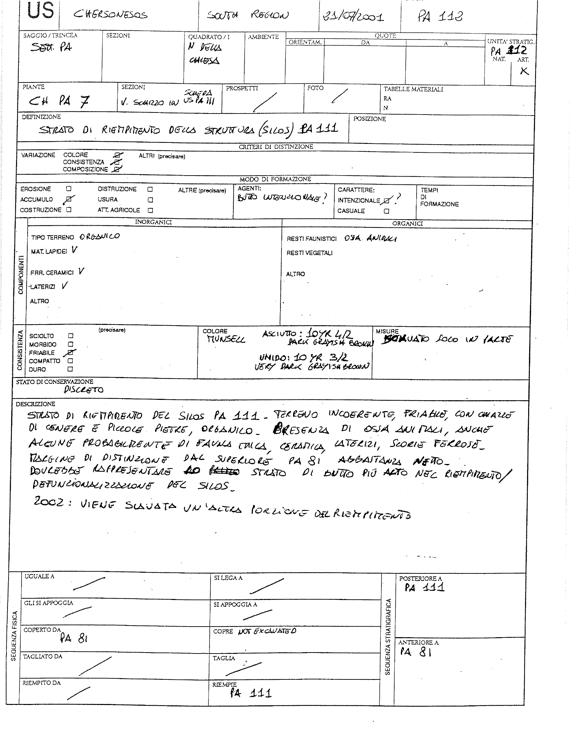 US CHERSONESOS SOUTH REGION 31/07/2001 PA 112
SAGGIO / TRINCEA SEZIONI QUADRATO / I AMBIENTE QUOTE UNITA' STRATIG.
ORIENTAM. DA A
SETT. PA N DELLA CHIESA PA 112
NAT. ART.
X
PIANTE SEZIONI PROSPETTI FOTO TABELLE MATERIALI
CH PA 7 V. SCHIZZO IN SCHEDA US PA 111 RA
N
DEFINIZIONE POSIZIONE
STRATO DI RIEMPIMENTO DELLA STRUTTURA (SILOS) PA 111
CRITERI DI DISTINZIONE
VARIAZIONE COLORE ALTRI (precisare)
CONSISTENZA
COMPOSIZIONE
MODO DI FORMAZIONE
EROSIONE DISTRUZIONE ALTRE (precisare) AGENTI: CARATTERE: TEMPI
ACCUMULO USURA BUTTO INTENZIONALE? INTENZIONALE ? DI
COSTRUZIONE ATT. AGRICOLE CASUALE FORMAZIONE
COMPONENTI
INORGANICI ORGANICI
TIPO TERRENO ORGANICO RESTI FAUNISTICI OSSA ANIMALI
MAT. LAPIDEI V RESTI VEGETALI
FRR. CERAMICI V ALTRO
LATERIZI V
ALTRO
CONSISTENZA
(precisare)
SCIOLTO
MORBIDO
FRIABILE
COMPATTO
DURO
COLORE
MUNSELL
ASCIUTTO: 10 YR 4/2
DARK GRAYISH BROWN
UMIDO: 10 YR 3/2
VERY DARK GRAYISH BROWN
MISURE
SCAVATO SOLO IN PARTE
STATO DI CONSERVAZIONE
DISCRETO
DESCRIZIONE
STRATO DI RIEMPIMENTO DEL SILOS PA 111 - TERRENO INCOERENTE, FRIABILE, CON CHIAZZE
DI CENERE E PICCOLE PIETRE, ORGANICO. PRESENZA DI OSSA ANIMALI, ANCHE
ALCUNE PROBABILMENTE DI FAUNA ITTICA, CERAMICA, LATERIZI, SCORIE FERROSE.
MARGINE DI DISTINZIONE DAL SUPERIORE PA 81 ABBASTANZA NETTO.
DOVREBBE RAPPRESENTARE STRATO DI BUTTO PIÙ ALTO NEL RIEMPIMENTO/
DEFUNZIONALIZZAZIONE DEL SILOS.
2002: VIENE SCAVATA UN'ALTRA PORZIONE DEL RIEMPIMENTO
SEQUENZA FISICA
UGUALE A SI LEGA A
GLI SI APPOGGIA SI APPOGGIA A
COPERTO DA PA 81 COPRE NOT EXCAVATED
TAGLIATO DA TAGLIA
RIEMPITO DA RIEMPIE PA 111
SEQUENZA STRATIGRAFICA
POSTERIORE A
PA 111
ANTERIORE A
PA 81